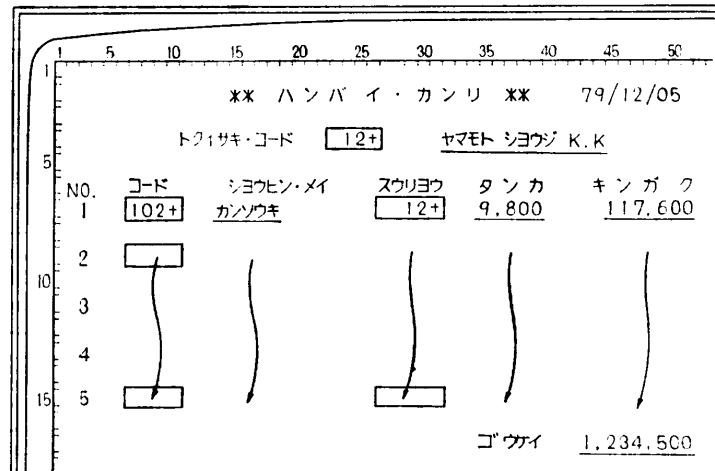 1 5 10 15 20 25 30 35 40 45 50
1
** ハンバイ・カンリ ** 79/12/05
トクイサキ・コード 12+ ヤマモト シヨウジ K.K
5
NO. コード シヨウヒン・メイ スウリヨウ タンカ キンガク
1 102+ カンソウキ 12+ 9,800 117,600
2
10
3
4
15 5
ゴウケイ 1,234,500